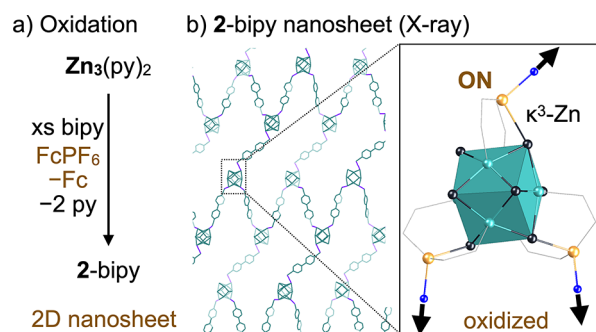 a) Oxidation
b) 2-bipy nanosheet (X-ray)
Zn₃(py)₂
xs bipy
FcPF₆
−Fc
−2 py
2-bipy
2D nanosheet
ON
κ³-Zn
oxidized